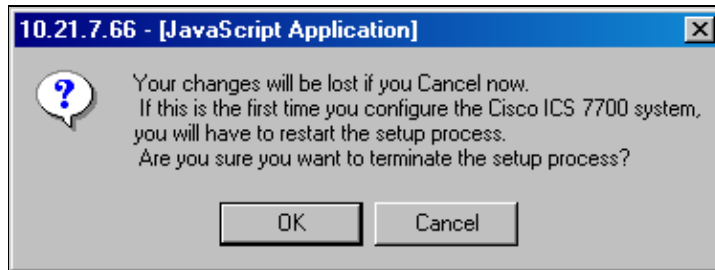 10.21.7.66 - [JavaScript Application]
Your changes will be lost if you Cancel now.
If this is the first time you configure the Cisco ICS 7700 system,
you will have to restart the setup process.
Are you sure you want to terminate the setup process?
OK
Cancel